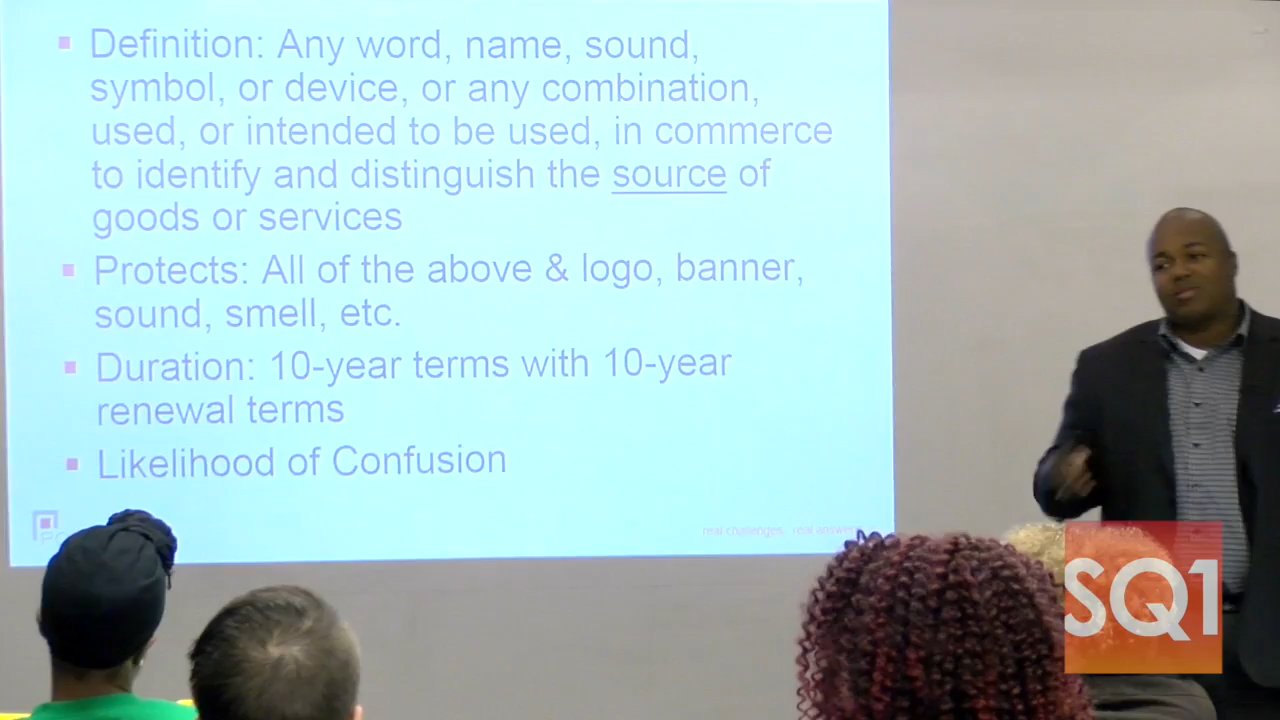 Definition: Any word, name, sound,
symbol, or device, or any combination,
used, or intended to be used, in commerce
to identify and distinguish the source of
goods or services
Protects: All of the above & logo, banner,
sound, smell, etc.
Duration: 10-year terms with 10-year
renewal terms
Likelihood of Confusion
real challenges. real answers.
SQ1